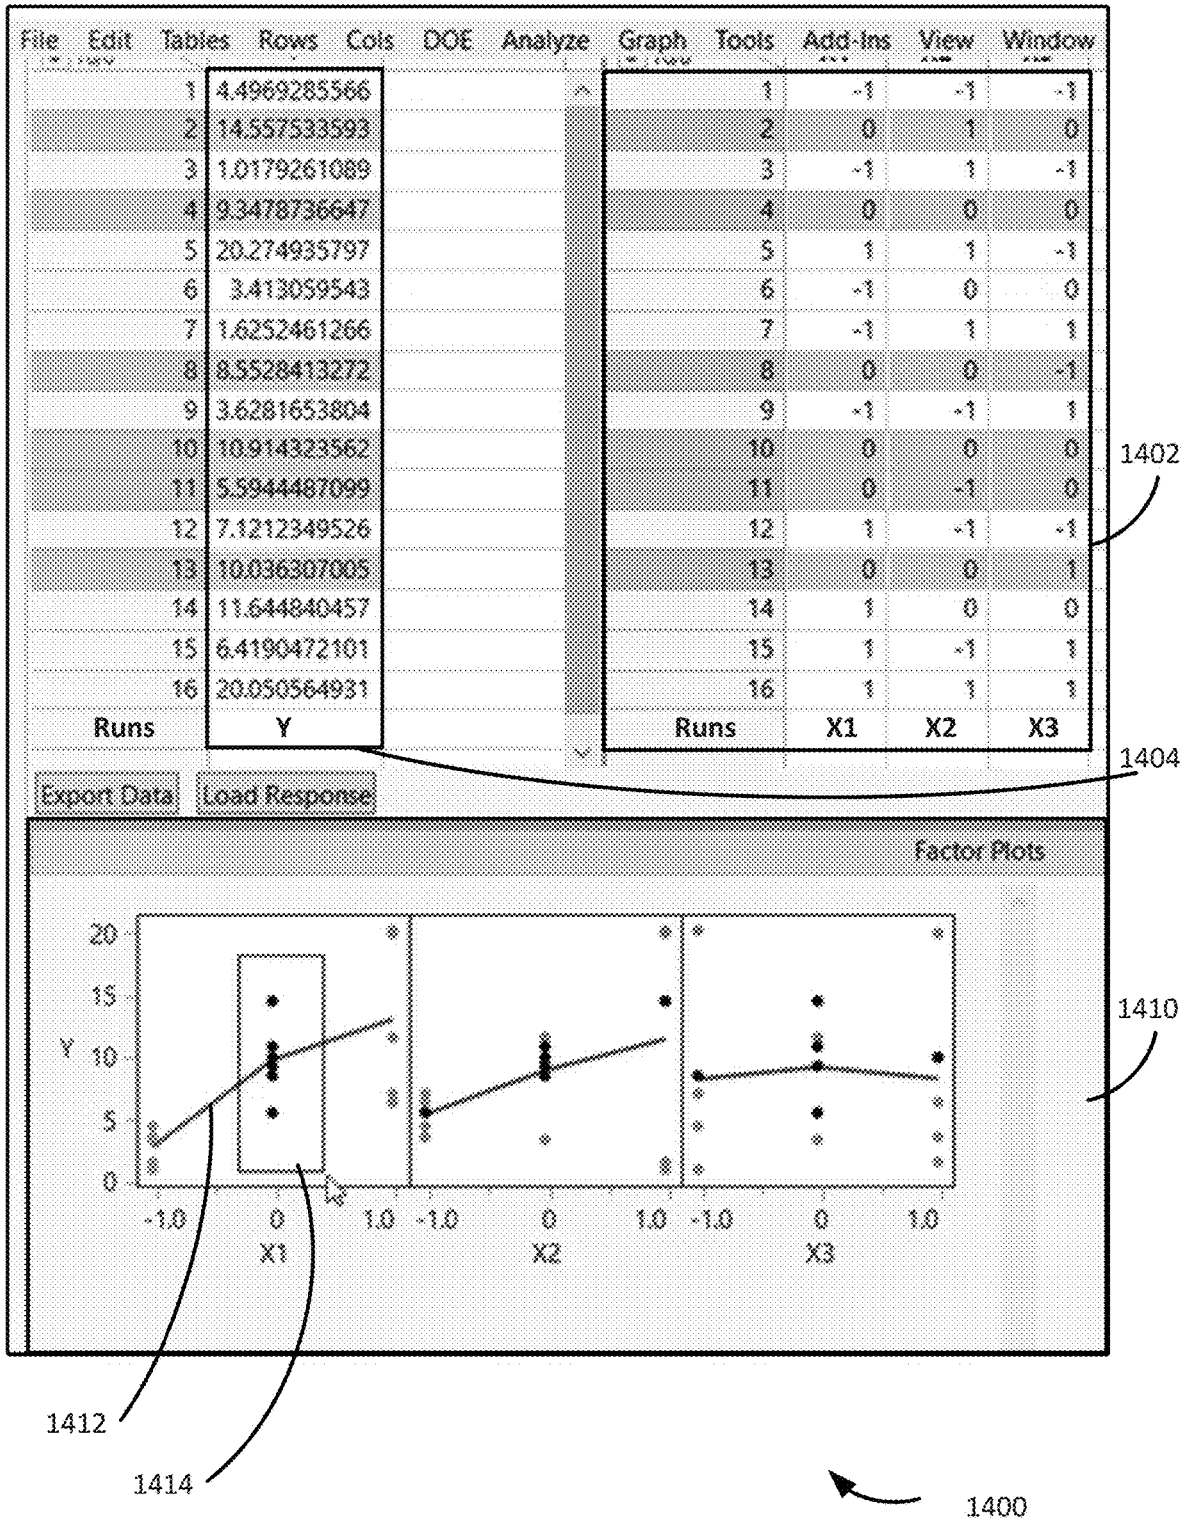 File Edit Tables Rows Cols DOE Analyze Graph Tools Add-Ins View Window
1 4.4969285566 1 -1 -1 -1
2 14.557533593 2 0 1 0
3 1.0179261089 3 -1 1 -1
4 9.3478736647 4 0 0 0
5 20.274935797 5 1 1 -1
6 3.413059543 6 -1 0 0
7 1.6252461266 7 -1 1 1
8 8.5528413272 8 0 0 -1
9 3.6281653804 9 -1 -1 1
10 10.914323562 10 0 0 0
11 5.5944487099 11 0 -1 0
12 7.1212349526 12 1 -1 -1
13 10.036307005 13 0 0 1
14 11.644840457 14 1 0 0
15 6.4190472101 15 1 -1 1
16 20.050564931 16 1 1 1
Runs Y Runs X1 X2 X3
1402
1404
Export Data Load Response
Factor Plots
20
15
Y 10
5
0
1410
-1.0 0 1.0 -1.0 0 1.0 -1.0 0 1.0
X1 X2 X3
1412
1414
1400